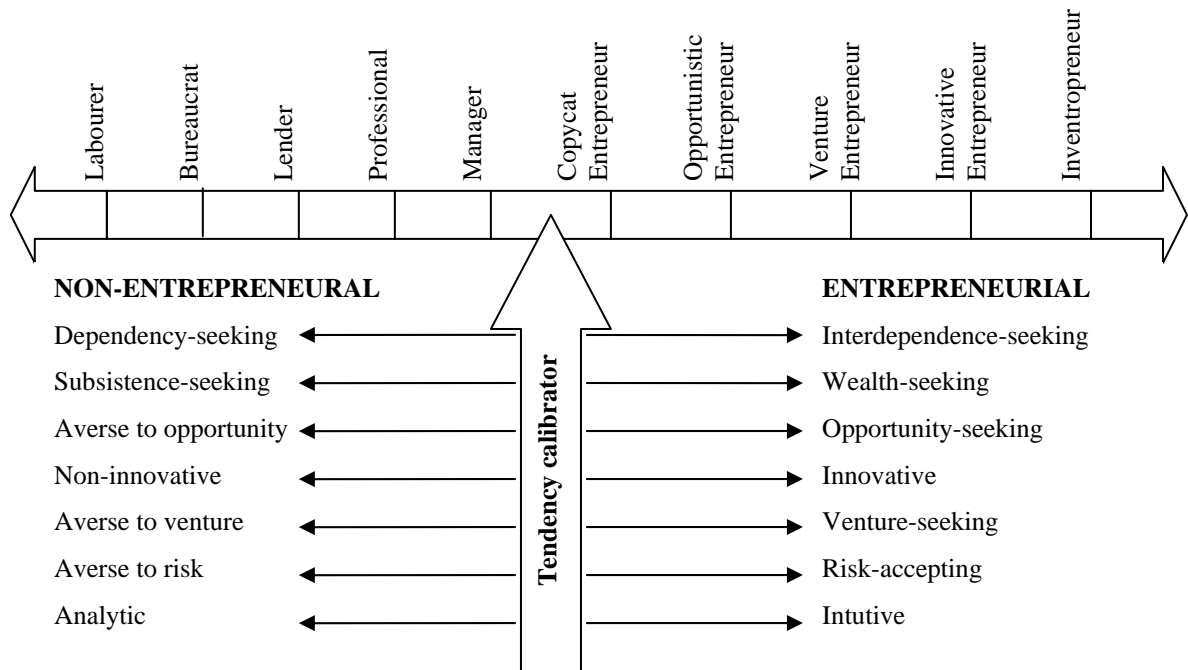 Labourer
Bureaucrat
Lender
Professional
Manager
Copycat
Entrepreneur
Opportunistic
Entrepreneur
Venture
Entrepreneur
Innovative
Entrepreneur
Inventropreneur
NON-ENTREPRENEURAL
ENTREPRENEURIAL
Dependency-seeking
Interdependence-seeking
Subsistence-seeking
Wealth-seeking
Averse to opportunity
Opportunity-seeking
Non-innovative
Innovative
Averse to venture
Venture-seeking
Averse to risk
Risk-accepting
Analytic
Intutive
Tendency calibrator